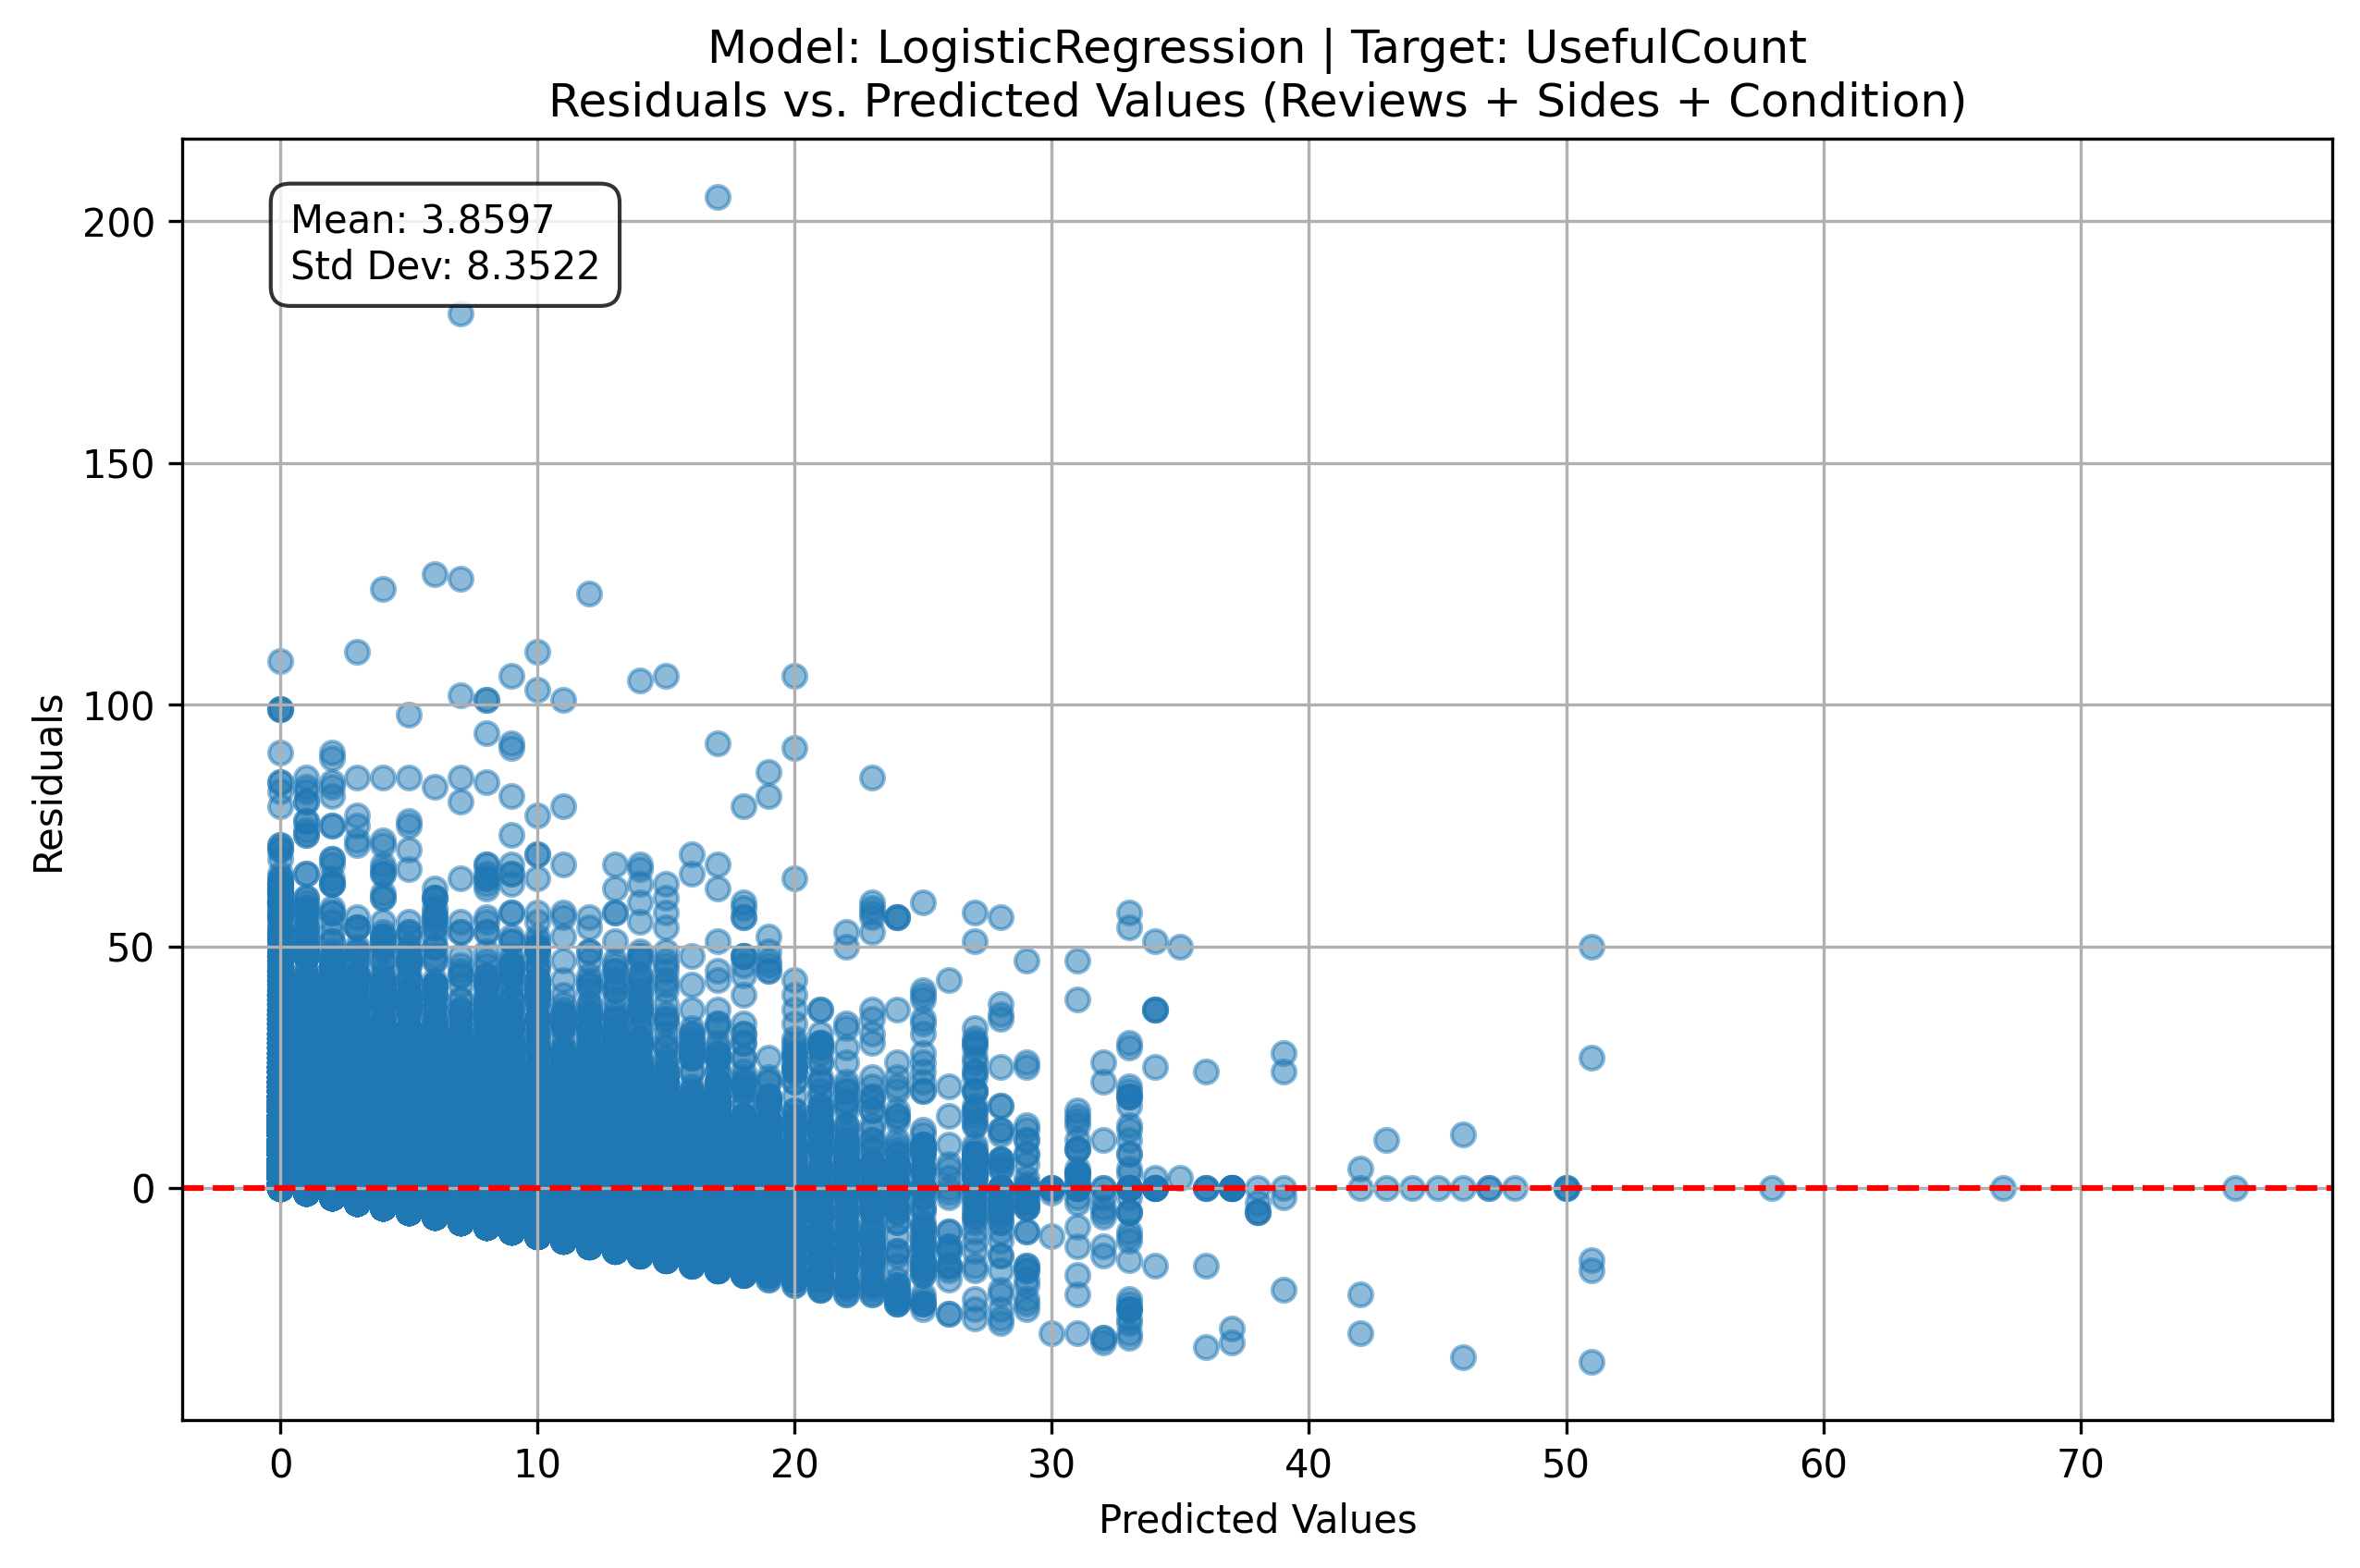 Model: LogisticRegression | Target: UsefulCount
Residuals vs. Predicted Values (Reviews + Sides + Condition)
Mean: 3.8597
Std Dev: 8.3522
Residuals
200
150
100
50
0
0 10 20 30 40 50 60 70
Predicted Values